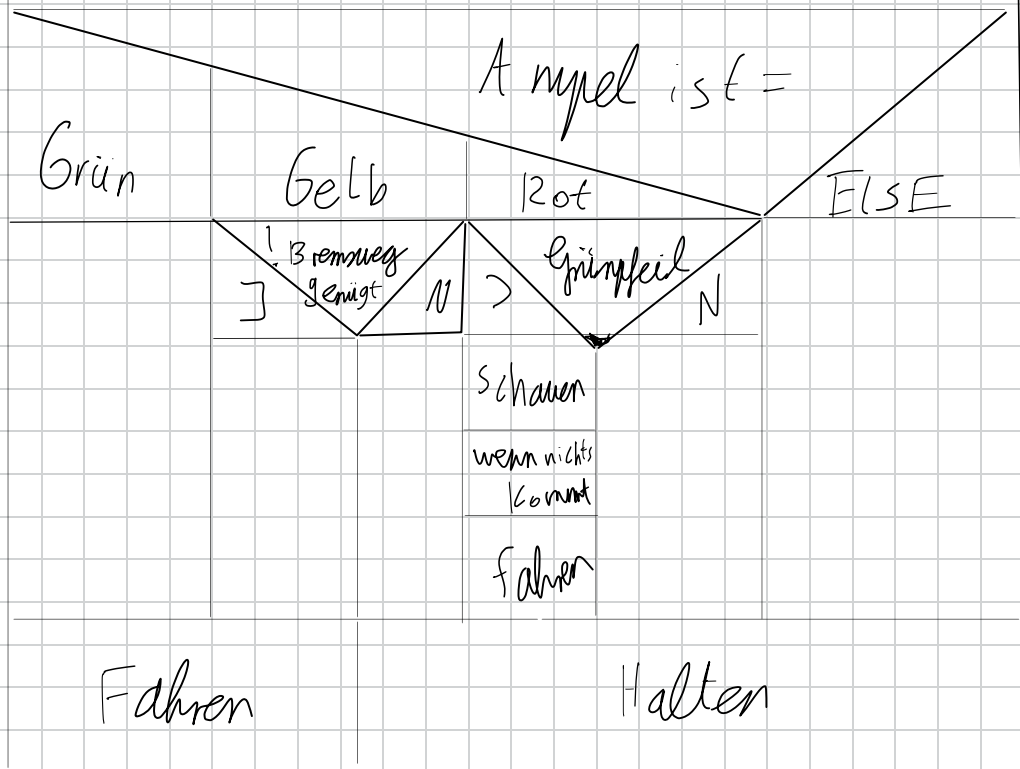 Ampel ist =
Grün
Gelb
Rot
ELSE
! Bremsweg
genügt
J
N
J
Grünpfeil
N
schauen
wenn nichts
kommt
fahren
Fahren
Halten